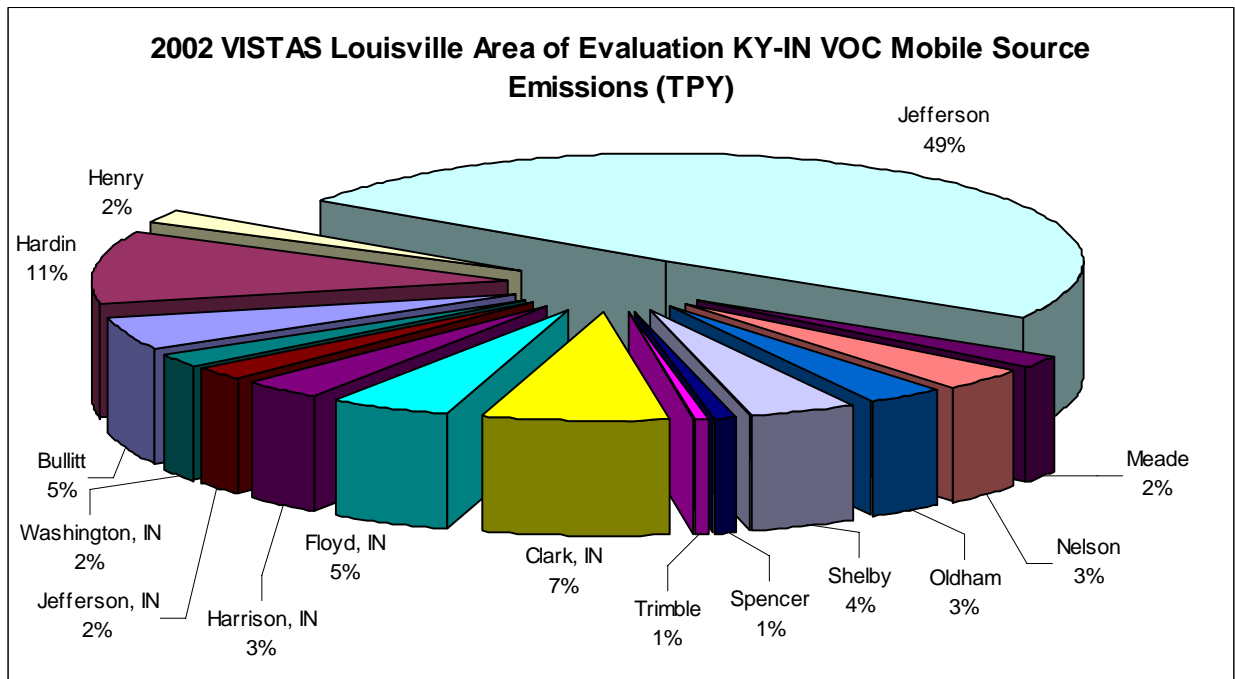 2002 VISTAS Louisville Area of Evaluation KY-IN VOC Mobile Source
Emissions (TPY)
Jefferson
49%
Henry
2%
Hardin
11%
Bullitt
5%
Washington, IN
2%
Jefferson, IN
2%
Harrison, IN
3%
Floyd, IN
5%
Clark, IN
7%
Trimble
1%
Spencer
1%
Shelby
4%
Oldham
3%
Nelson
3%
Meade
2%